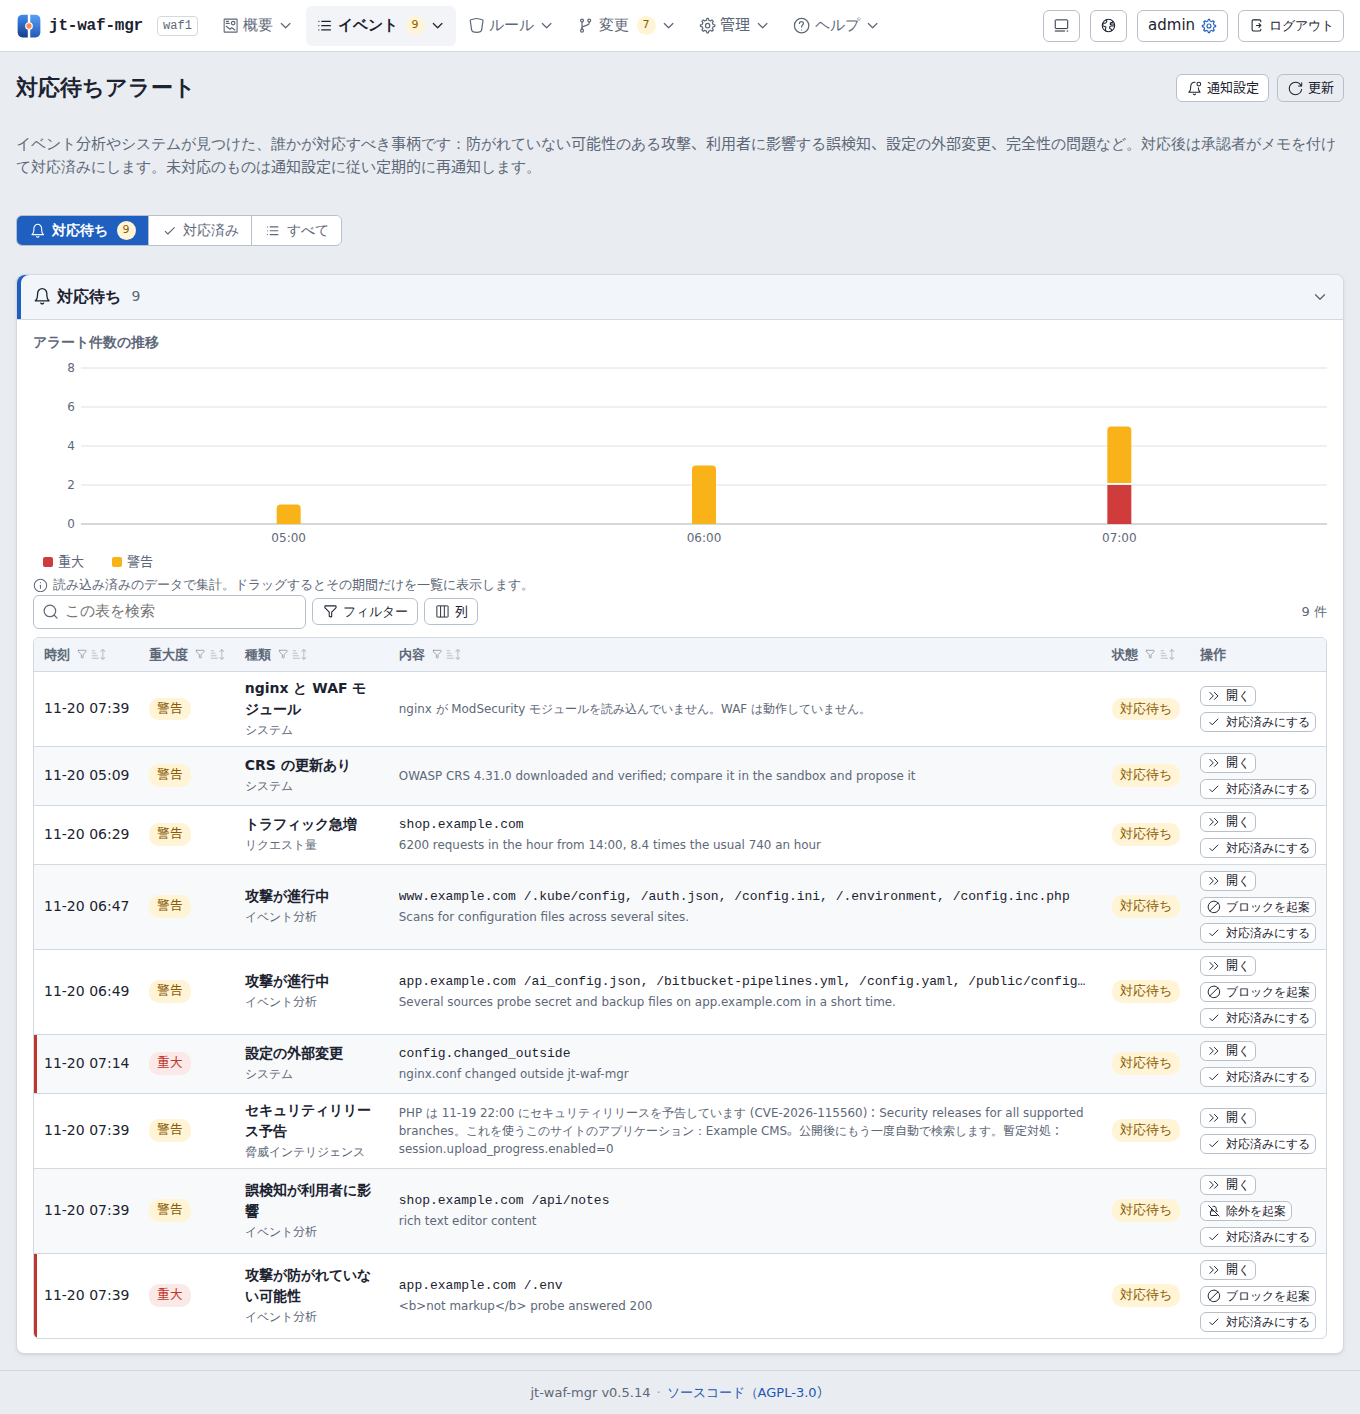 jt-waf-mgr waf1 概要 イベント 9 ルール 変更 7 管理 ヘルプ admin ログアウト
対応待ちアラート 通知設定 更新
イベント分析やシステムが見つけた、誰かが対応すべき事柄です：防がれていない可能性のある攻撃、利用者に影響する誤検知、設定の外部変更、完全性の問題など。対応後は承認者がメモを付け
て対応済みにします。未対応のものは通知設定に従い定期的に再通知します。
対応待ち 9 対応済み すべて
対応待ち 9
アラート件数の推移
8
6
4
2
0
05:00 06:00 07:00
重大 警告
読み込み済みのデータで集計。ドラッグするとその期間だけを一覧に表示します。
この表を検索 フィルター 列 9 件
時刻 重大度 種類 内容 状態 操作
11-20 07:39 警告 nginx と WAF モ
ジュール
システム
nginx が ModSecurity モジュールを読み込んでいません。WAF は動作していません。
対応待ち 開く
対応済みにする
11-20 05:09 警告 CRS の更新あり
システム
OWASP CRS 4.31.0 downloaded and verified; compare it in the sandbox and propose it
対応待ち 開く
対応済みにする
11-20 06:29 警告 トラフィック急増
リクエスト量
shop.example.com
6200 requests in the hour from 14:00, 8.4 times the usual 740 an hour
対応待ち 開く
対応済みにする
11-20 06:47 警告 攻撃が進行中
イベント分析
www.example.com /.kube/config, /auth.json, /config.ini, /.environment, /config.inc.php
Scans for configuration files across several sites.
対応待ち 開く
ブロックを起案
対応済みにする
11-20 06:49 警告 攻撃が進行中
イベント分析
app.example.com /ai_config.json, /bitbucket-pipelines.yml, /config.yaml, /public/config…
Several sources probe secret and backup files on app.example.com in a short time.
対応待ち 開く
ブロックを起案
対応済みにする
11-20 07:14 重大 設定の外部変更
システム
config.changed_outside
nginx.conf changed outside jt-waf-mgr
対応待ち 開く
対応済みにする
11-20 07:39 警告 セキュリティリリー
ス予告
脅威インテリジェンス
PHP は 11-19 22:00 にセキュリティリリースを予告しています (CVE-2026-115560)：Security releases for all supported
branches。これを使うこのサイトのアプリケーション：Example CMS。公開後にもう一度自動で検索します。暫定対処：
session.upload_progress.enabled=0
対応待ち 開く
対応済みにする
11-20 07:39 警告 誤検知が利用者に影
響
イベント分析
shop.example.com /api/notes
rich text editor content
対応待ち 開く
除外を起案
対応済みにする
11-20 07:39 重大 攻撃が防がれていな
い可能性
イベント分析
app.example.com /.env
<b>not markup</b> probe answered 200
対応待ち 開く
ブロックを起案
対応済みにする
jt-waf-mgr v0.5.14 · ソースコード（AGPL-3.0）